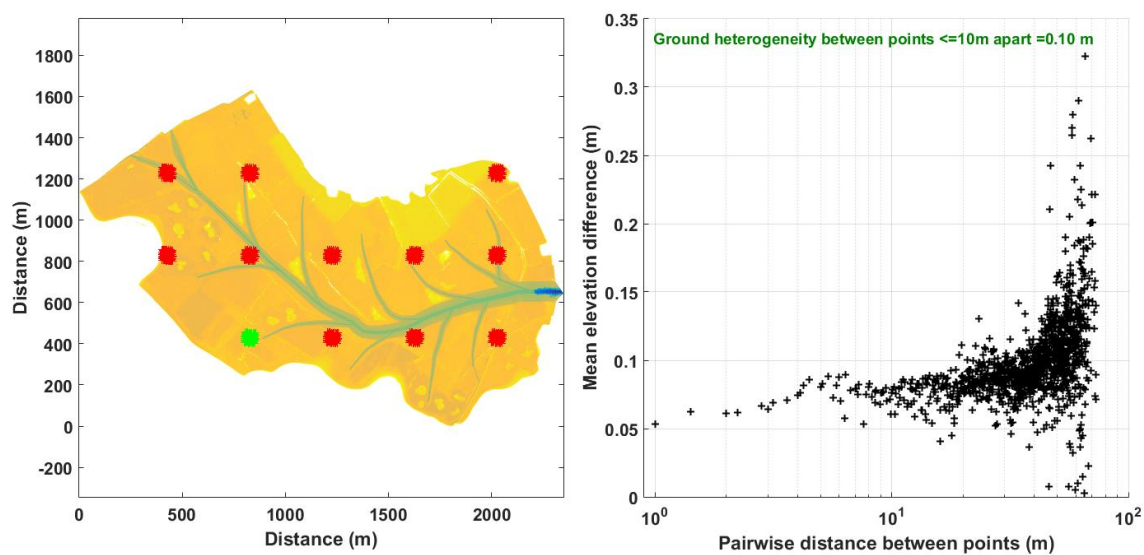 1800
1600
1400
1200
1000
800
600
400
200
0
-200
0 500 1000 1500 2000
Distance (m)
Distance (m)
Ground heterogeneity between points <=10m apart =0.10 m
0.35
0.3
0.25
0.2
0.15
0.1
0.05
0
10^0 10^1 10^2
Mean elevation difference (m)
Pairwise distance between points (m)